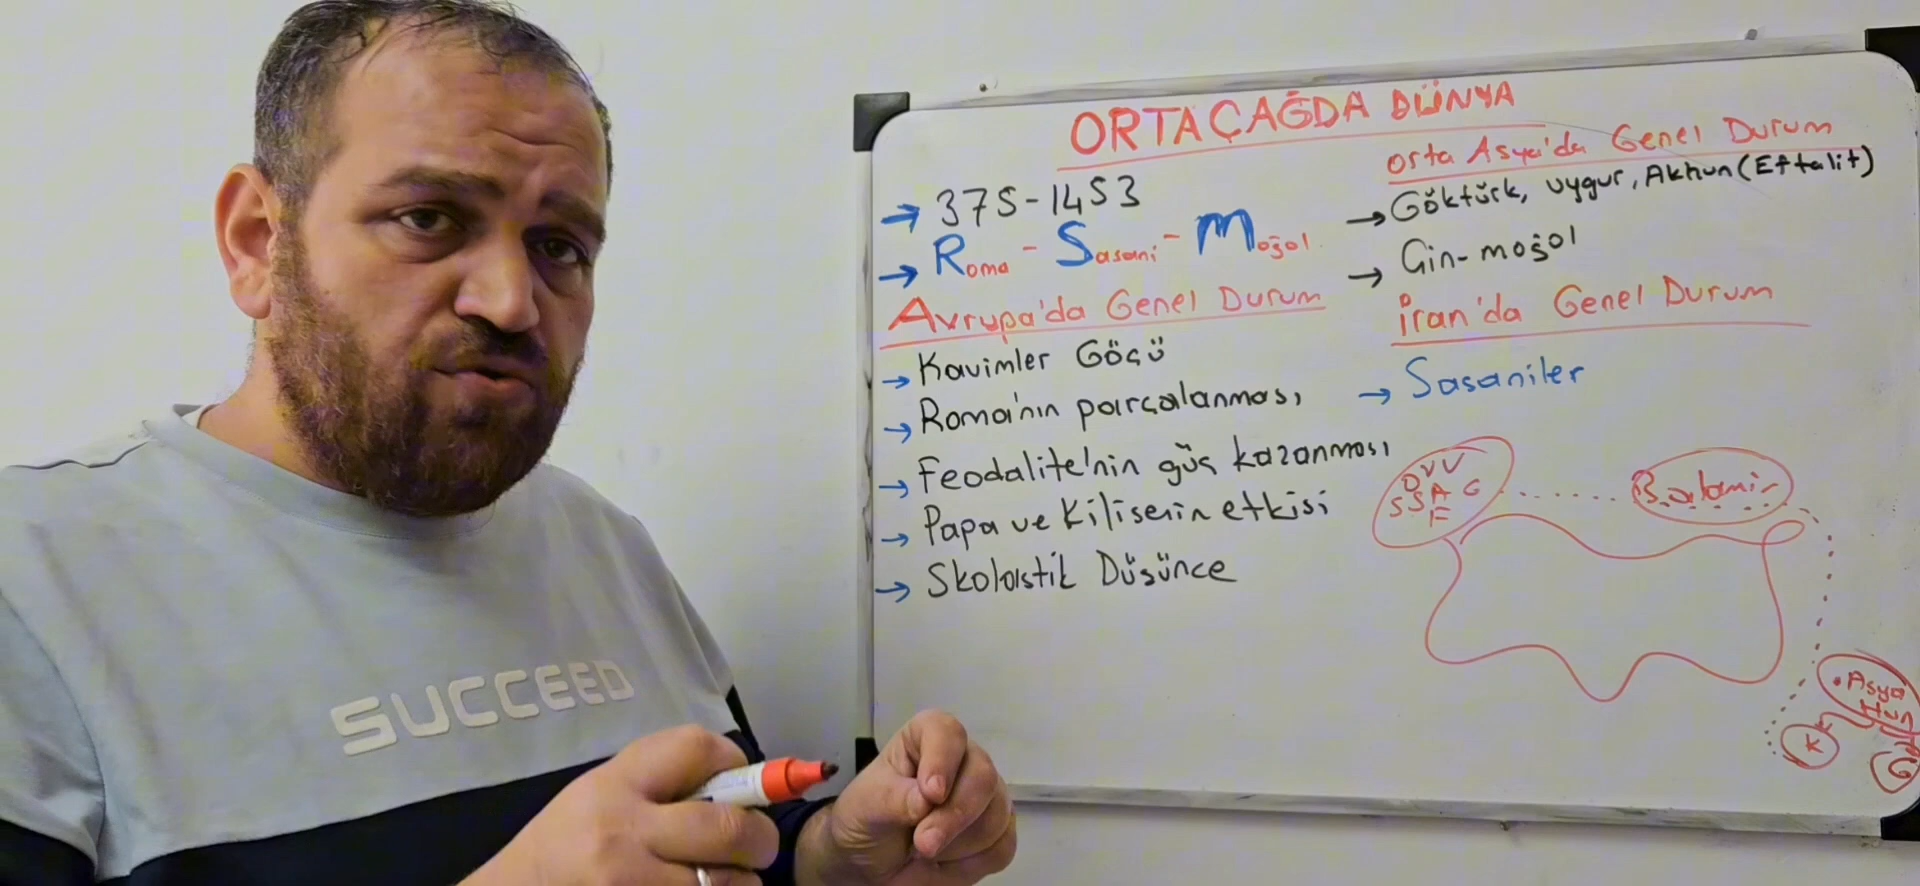 ORTA ÇAĞDA DÜNYA
→ 375-1453
→ Roma - Sasani - Moğol
Avrupa'da Genel Durum
→ Kavimler Göçü
→ Roma'nın parçalanması
→ Feodalite'nin güç kazanması
→ Papa ve Kilisenin etkisi
→ Skolastik Düşünce
Orta Asya'da Genel Durum
→ Göktürk, Uygur, Akhun (Eftalit)
→ Çin-moğol
İran'da Genel Durum
→ Sasaniler
O V V
S S A G
F
Balamir
Asya
Hun
K
G
SUCCEED